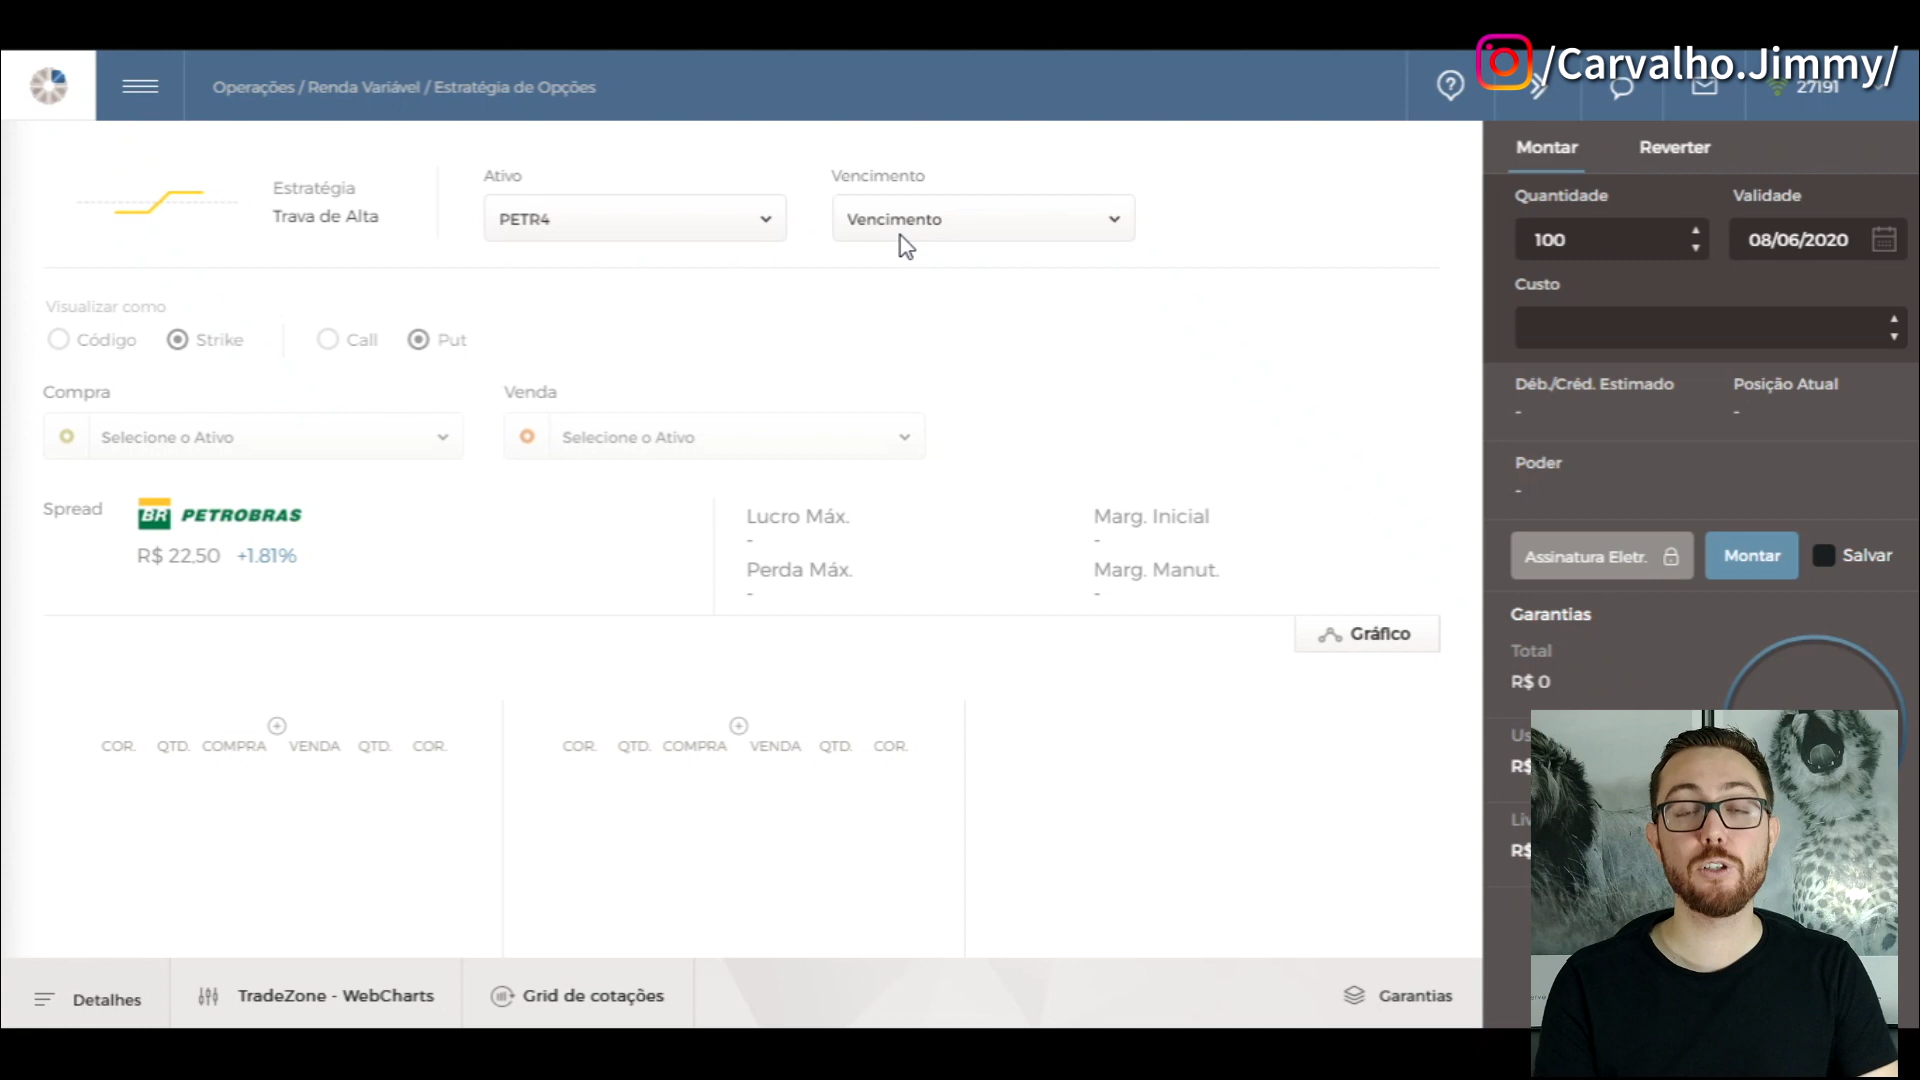 /Carvalho.Jimmy/
Operações / Renda Variável / Estratégia de Opções
27191
Estratégia
Trava de Alta
Ativo
PETR4
Vencimento
Vencimento
Montar
Reverter
Quantidade
Validade
100
08/06/2020
Custo
Visualizar como
Código
Strike
Call
Put
Compra
Venda
Selecione o Ativo
Selecione o Ativo
Déb./Créd. Estimado
Posição Atual
-
-
Poder
-
Spread
BR PETROBRAS
R$ 22,50 +1.81%
Lucro Máx.
-
Perda Máx.
-
Marg. Inicial
-
Marg. Manut.
-
Assinatura Eletr.
Montar
Salvar
Gráfico
Garantias
Total
R$ 0
COR. QTD. COMPRA VENDA QTD. COR.
COR. QTD. COMPRA VENDA QTD. COR.
Us
R$
R$
Detalhes
TradeZone - WebCharts
Grid de cotações
Garantias